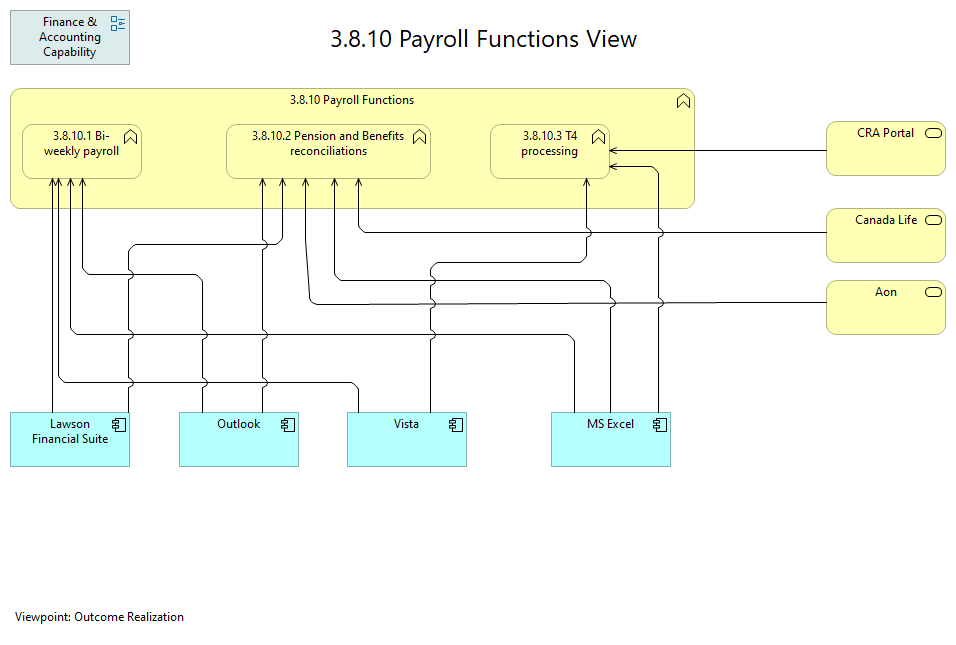 Finance &
Accounting
Capability
3.8.10 Payroll Functions View
3.8.10 Payroll Functions
3.8.10.1 Bi-
weekly payroll
3.8.10.2 Pension and Benefits
reconciliations
3.8.10.3 T4
processing
CRA Portal
Canada Life
Aon
Lawson
Financial Suite
Outlook
Vista
MS Excel
Viewpoint: Outcome Realization